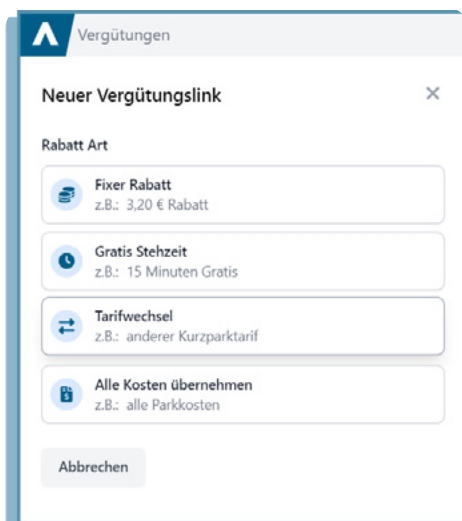 Vergütungen
Neuer Vergütungslink
Rabatt Art
Fixer Rabatt
z.B.: 3,20 € Rabatt
Gratis Stehzeit
z.B.: 15 Minuten Gratis
Tarifwechsel
z.B.: anderer Kurzparktarif
Alle Kosten übernehmen
z.B.: alle Parkkosten
Abbrechen